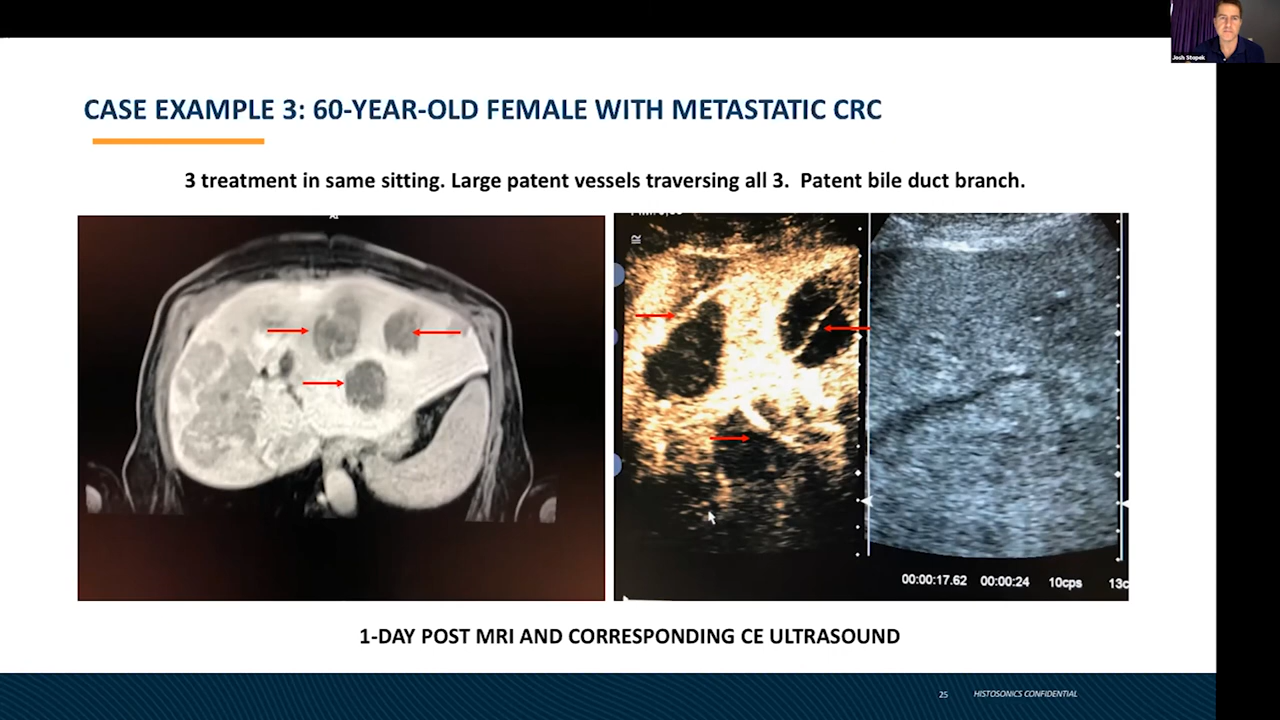 Josh Stopek
CASE EXAMPLE 3: 60-YEAR-OLD FEMALE WITH METASTATIC CRC
3 treatment in same sitting. Large patent vessels traversing all 3. Patent bile duct branch.
00:00:17.62 00:00:24 10cps 13c
1-DAY POST MRI AND CORRESPONDING CE ULTRASOUND
25 HISTOSONICS CONFIDENTIAL